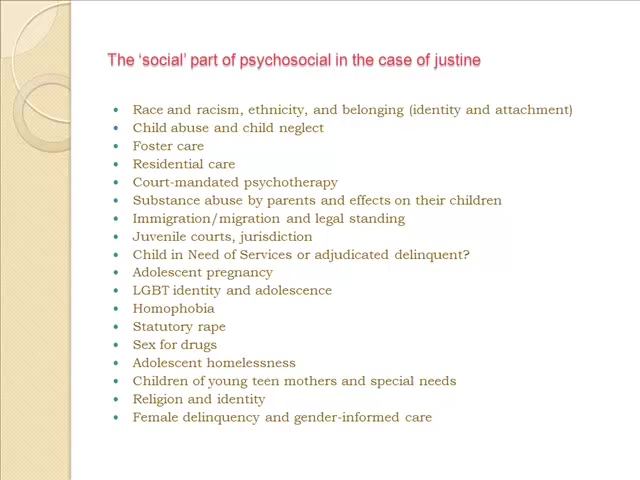 The ‘social’ part of psychosocial in the case of justine
Race and racism, ethnicity, and belonging (identity and attachment)
Child abuse and child neglect
Foster care
Residential care
Court-mandated psychotherapy
Substance abuse by parents and effects on their children
Immigration/migration and legal standing
Juvenile courts, jurisdiction
Child in Need of Services or adjudicated delinquent?
Adolescent pregnancy
LGBT identity and adolescence
Homophobia
Statutory rape
Sex for drugs
Adolescent homelessness
Children of young teen mothers and special needs
Religion and identity
Female delinquency and gender-informed care